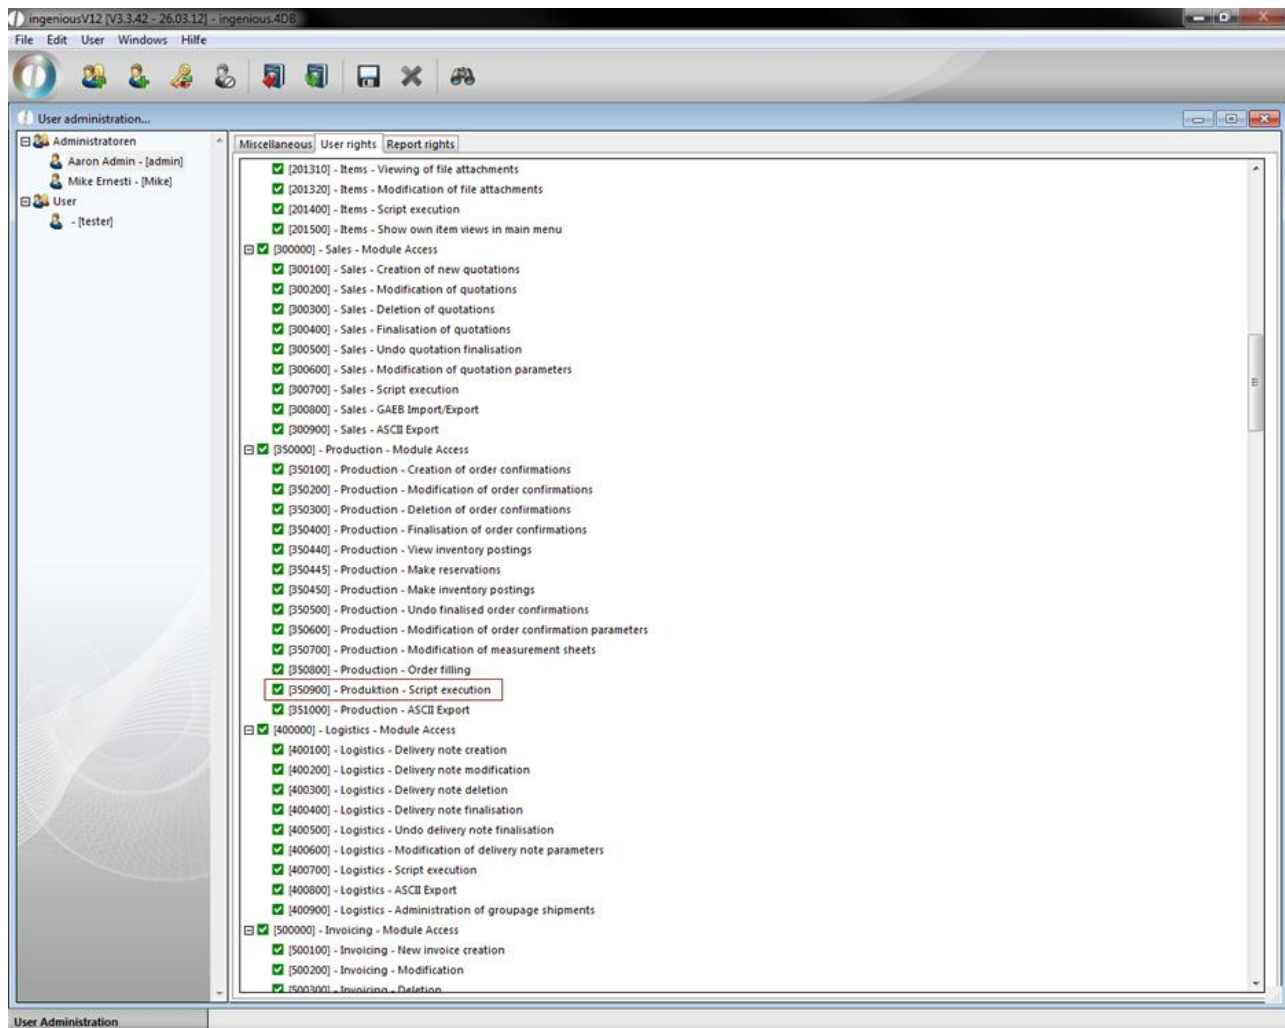 ingeniousV12 [V3.3.42 - 26.03.12] - ingenious.4DB
File Edit User Windows Hilfe
User administration...
Administratoren
Aaron Admin - [admin]
Mike Ernesti - [Mike]
User
- [tester]
Miscellaneous User rights Report rights
[201310] - Items - Viewing of file attachments
[201320] - Items - Modification of file attachments
[201400] - Items - Script execution
[201500] - Items - Show own item views in main menu
[300000] - Sales - Module Access
[300100] - Sales - Creation of new quotations
[300200] - Sales - Modification of quotations
[300300] - Sales - Deletion of quotations
[300400] - Sales - Finalisation of quotations
[300500] - Sales - Undo quotation finalisation
[300600] - Sales - Modification of quotation parameters
[300700] - Sales - Script execution
[300800] - Sales - GAEB Import/Export
[300900] - Sales - ASCII Export
[350000] - Production - Module Access
[350100] - Production - Creation of order confirmations
[350200] - Production - Modification of order confirmations
[350300] - Production - Deletion of order confirmations
[350400] - Production - Finalisation of order confirmations
[350440] - Production - View inventory postings
[350445] - Production - Make reservations
[350450] - Production - Make inventory postings
[350500] - Production - Undo finalised order confirmations
[350600] - Production - Modification of order confirmation parameters
[350700] - Production - Modification of measurement sheets
[350800] - Production - Order filling
[350900] - Produktion - Script execution
[351000] - Production - ASCII Export
[400000] - Logistics - Module Access
[400100] - Logistics - Delivery note creation
[400200] - Logistics - Delivery note modification
[400300] - Logistics - Delivery note deletion
[400400] - Logistics - Delivery note finalisation
[400500] - Logistics - Undo delivery note finalisation
[400600] - Logistics - Modification of delivery note parameters
[400700] - Logistics - Script execution
[400800] - Logistics - ASCII Export
[400900] - Logistics - Administration of groupage shipments
[500000] - Invoicing - Module Access
[500100] - Invoicing - New invoice creation
[500200] - Invoicing - Modification
[500300] - Invoicing - Deletion
User Administration